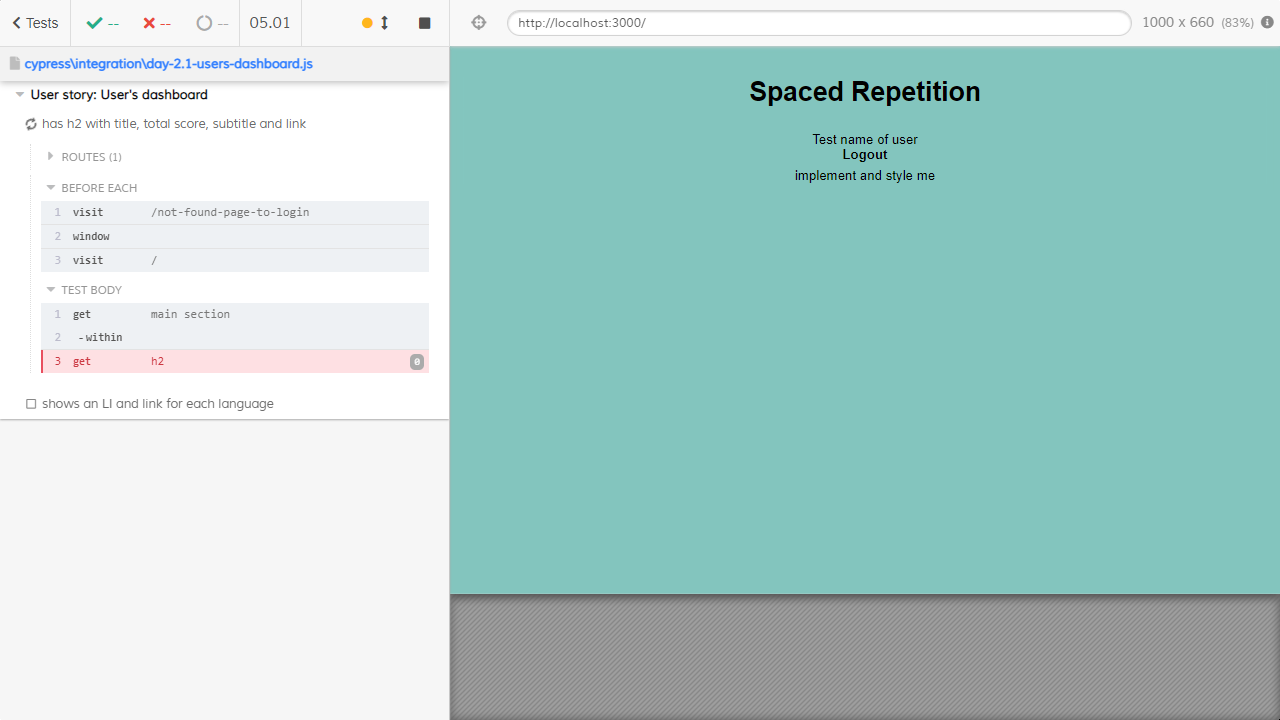 Tests -- -- -- 05.01
cypress\integration\day-2.1-users-dashboard.js
User story: User's dashboard
has h2 with title, total score, subtitle and link
ROUTES (1)
BEFORE EACH
1 visit /not-found-page-to-login
2 window
3 visit /
TEST BODY
1 get main section
2 -within
3 get h2 0
shows an LI and link for each language
http://localhost:3000/ 1000 x 660 (83%)
Spaced Repetition
Test name of user
Logout
implement and style me